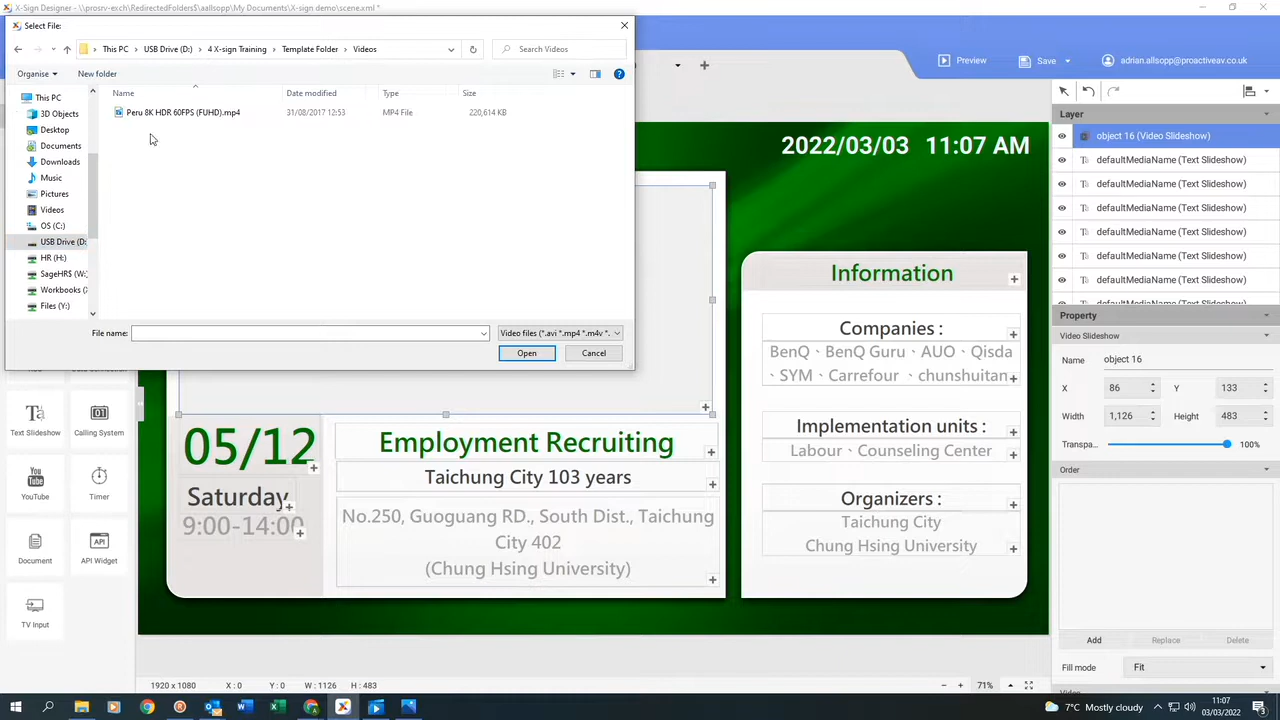 X-Sign Designer - \\prosrv-exch\RedirectedFolders$\aallsopp\My Documents\X-sign demo\scene.xml *
Select File:
This PC › USB Drive (D:) › 4 X-sign Training › Template Folder › Videos
Search Videos
Organise
New folder
Name
Date modified
Type
Size
Peru 8K HDR 60FPS (FUHD).mp4
31/08/2017 12:53
MP4 File
220,614 KB
This PC
3D Objects
Desktop
Documents
Downloads
Music
Pictures
Videos
OS (C:)
USB Drive (D:
HR (H:)
SageHRS (W:
Workbooks (
Files (Y:)
File name:
Video files (*.avi *.mp4 *.m4v *.
Open
Cancel
Preview
Save
adrian.allsopp@proactiveav.co.uk
2022/03/03 11:07 AM
Information
Companies :
BenQ、BenQ Guru、AUO、Qisda
、SYM、Carrefour、chunshuitan
Implementation units :
Labour、Counseling Center
Organizers :
Taichung City
Chung Hsing University
05/12
Saturday
9:00-14:00
Employment Recruiting
Taichung City 103 years
No.250, Guoguang RD., South Dist., Taichung
City 402
(Chung Hsing University)
Text Slideshow
Calling System
YouTube
Timer
Document
API Widget
TV Input
Layer
object 16 (Video Slideshow)
defaultMediaName (Text Slideshow)
defaultMediaName (Text Slideshow)
defaultMediaName (Text Slideshow)
defaultMediaName (Text Slideshow)
defaultMediaName (Text Slideshow)
defaultMediaName (Text Slideshow)
Property
Video Slideshow
Name
object 16
X
86
Y
133
Width
1,126
Height
483
Transpa...
100%
Order
Add
Replace
Delete
Fill mode
Fit
1920 x 1080
X : 0
Y : 0
W : 1126
H : 483
71%
7°C Mostly cloudy
11:07
03/03/2022